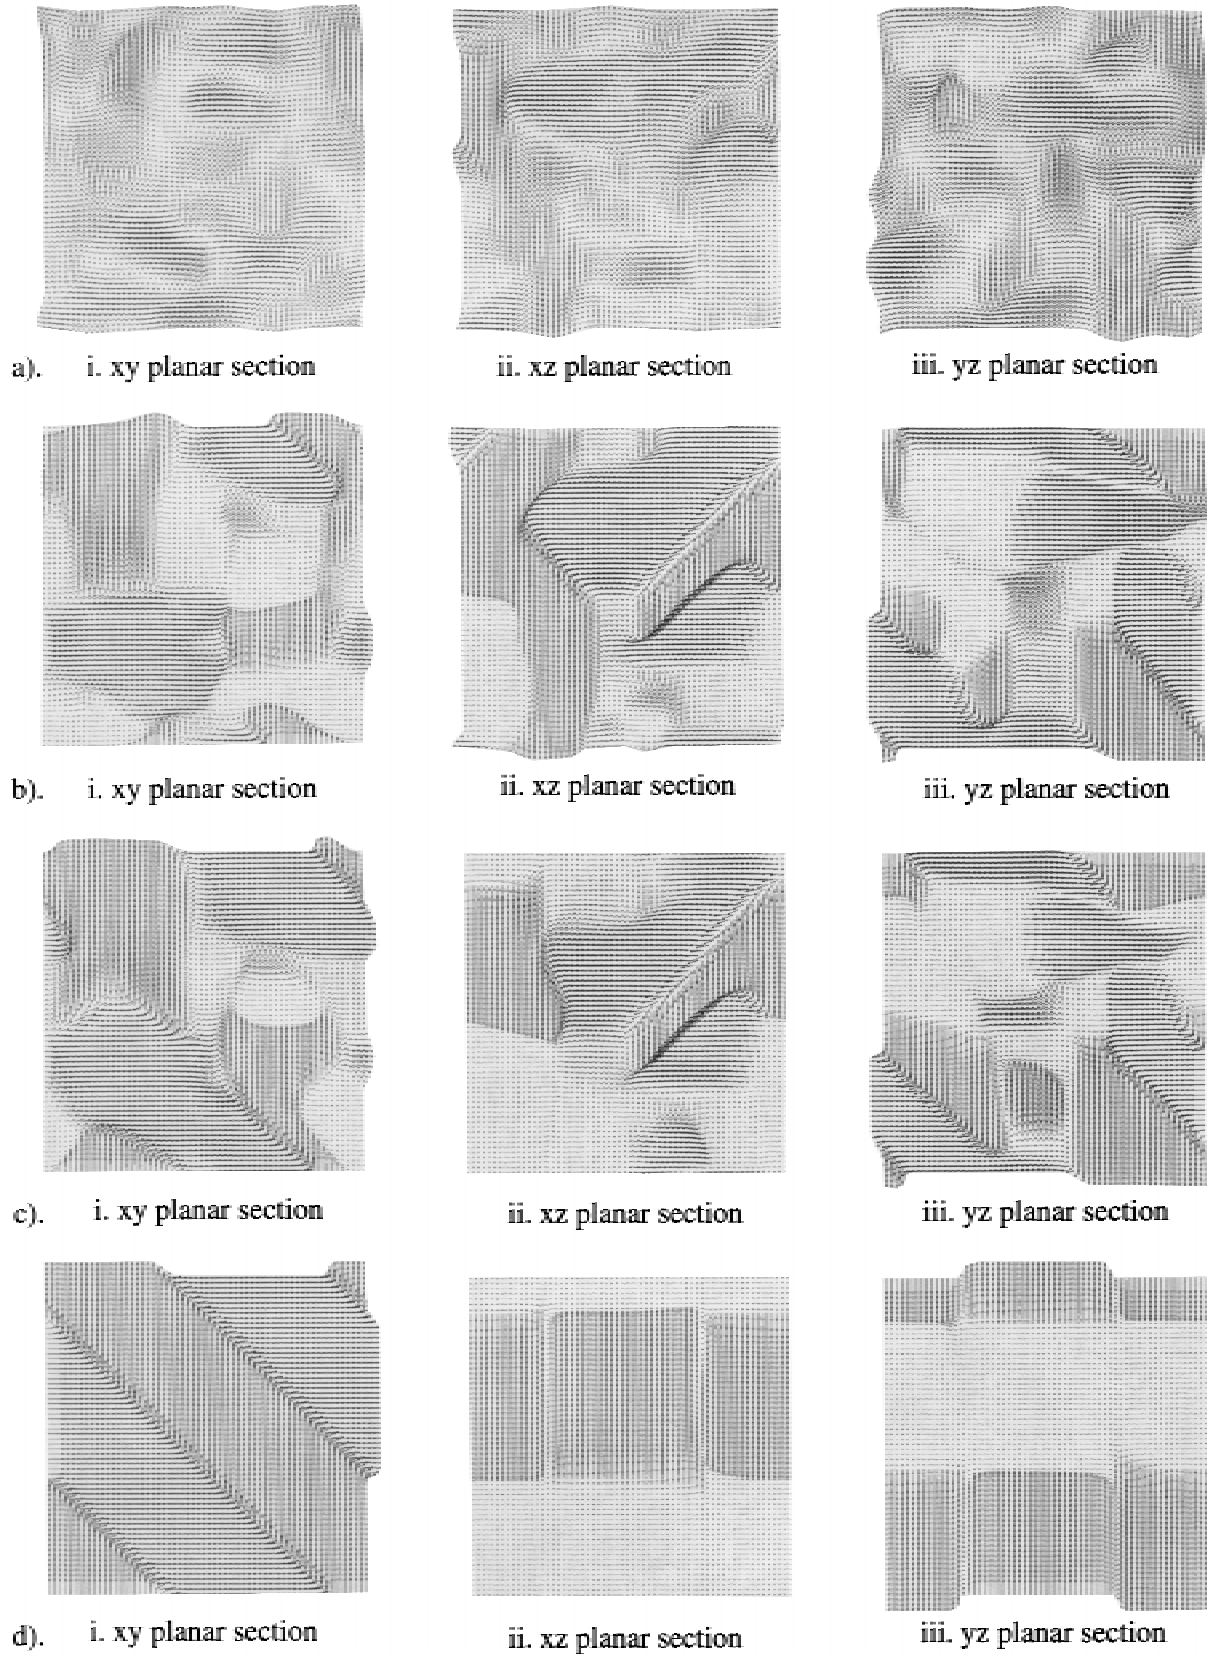 a). i. xy planar section ii. xz planar section iii. yz planar section
b). i. xy planar section ii. xz planar section iii. yz planar section
c). i. xy planar section ii. xz planar section iii. yz planar section
d). i. xy planar section ii. xz planar section iii. yz planar section